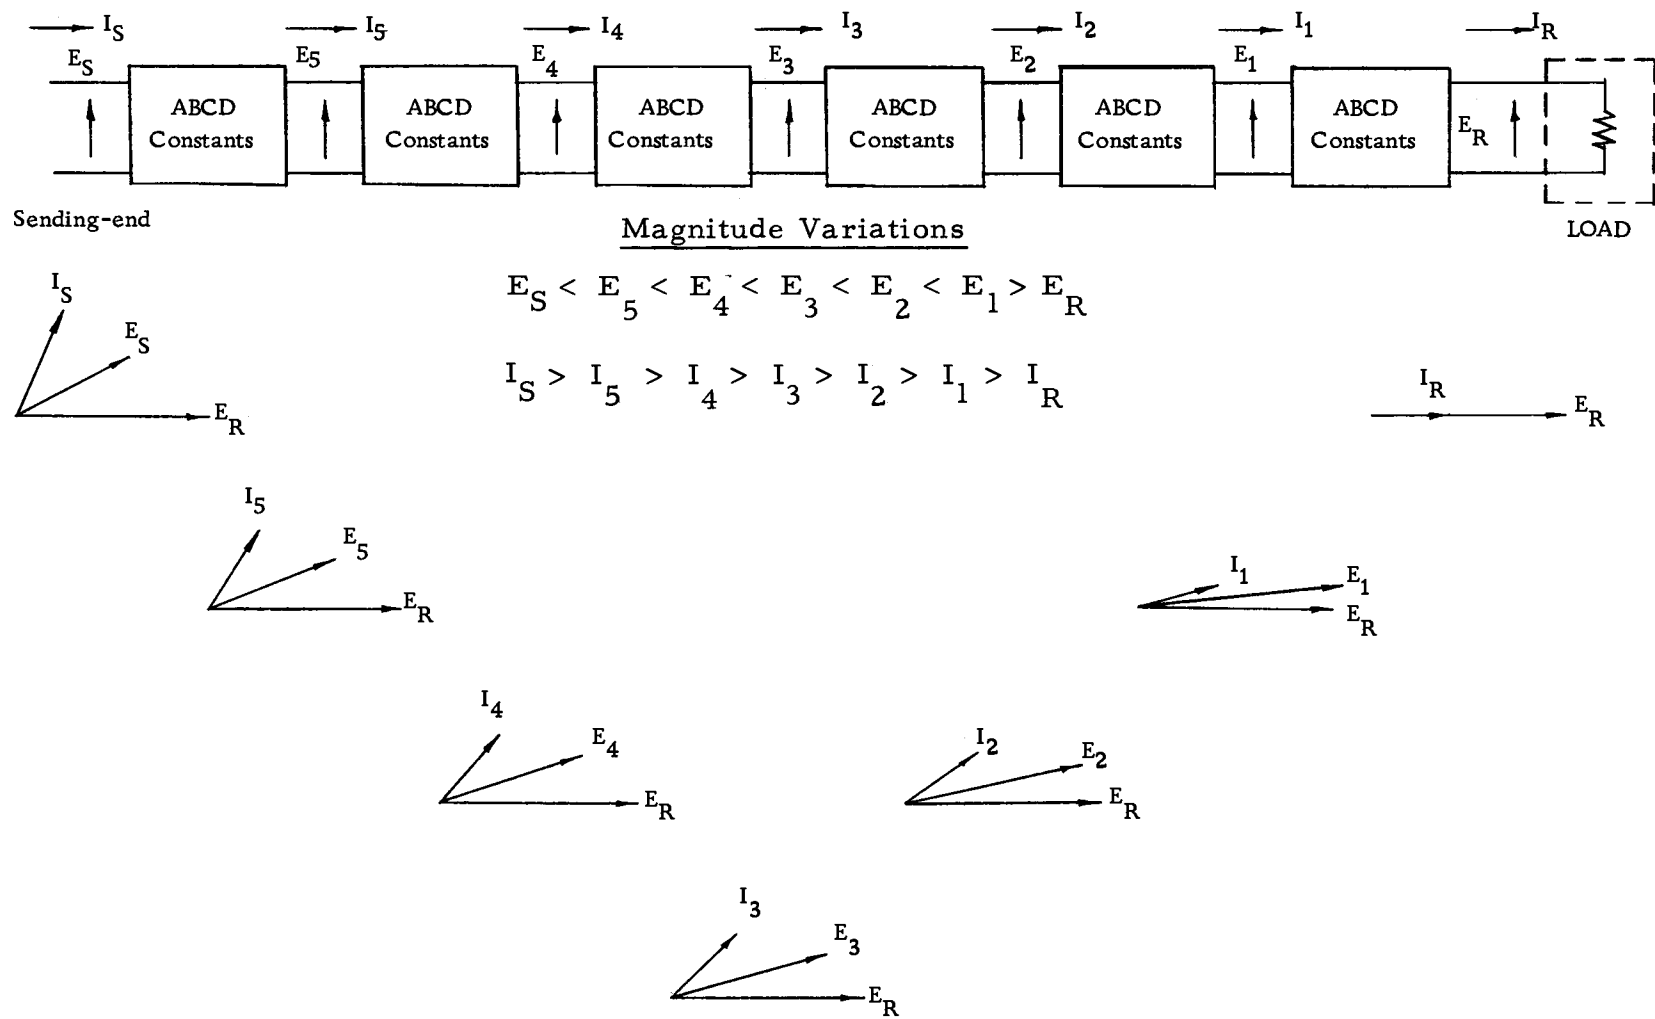 I_S I_5 I_4 I_3 I_2 I_1 I_R
E_S E_5 E_4 E_3 E_2 E_1
ABCD ABCD ABCD ABCD ABCD ABCD
Constants Constants Constants Constants Constants Constants E_R
Sending-end
LOAD
Magnitude Variations
E_S < E_5 < E_4 < E_3 < E_2 < E_1 > E_R
I_S > I_5 > I_4 > I_3 > I_2 > I_1 > I_R
I_S
E_S
E_R
I_R
E_R
I_5
E_5
E_R
I_1
E_1
E_R
I_4
E_4
E_R
I_2
E_2
E_R
I_3
E_3
E_R